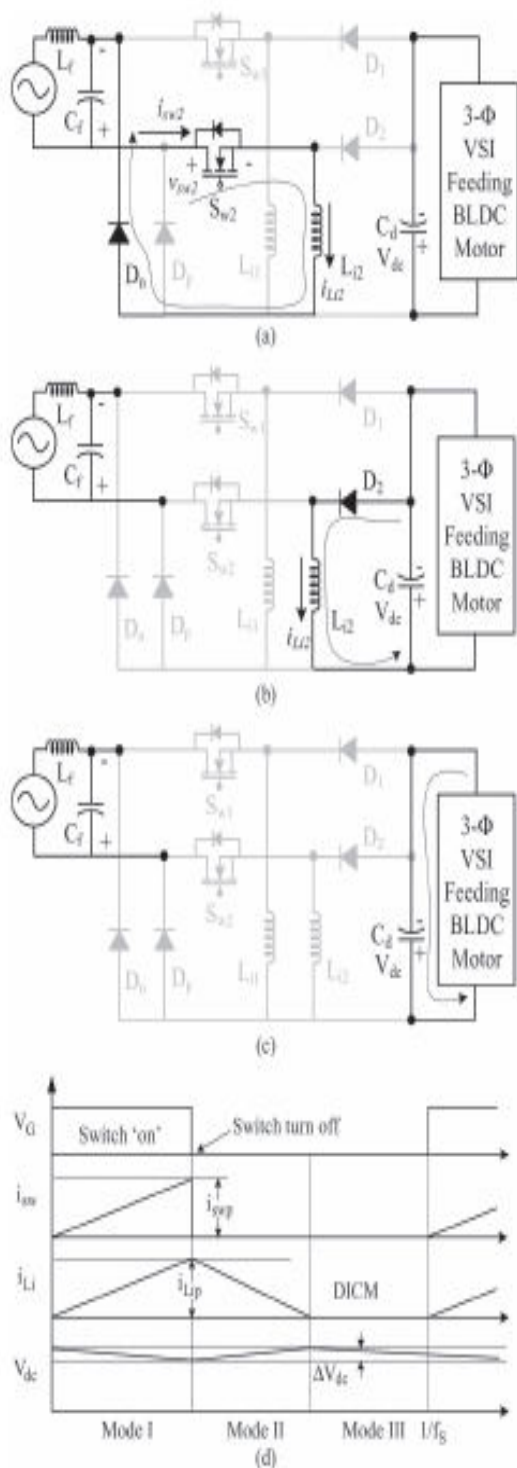 Lf
Cf
-
+
Sw1
D1
isw2
+
-
vsw2
Sw2
D2
Dn
Dp
Li1
Li2
iLi2
Cd
Vdc
-
+
3-Φ
VSI
Feeding
BLDC
Motor
(a)
Lf
Cf
-
+
Sw1
D1
Sw2
D2
Dn
Dp
Li1
iLi2
Li2
Cd
Vdc
-
+
3-Φ
VSI
Feeding
BLDC
Motor
(b)
Lf
Cf
-
+
Sw1
D1
Sw2
D2
Dn
Dp
Li1
Li2
Cd
Vdc
-
+
3-Φ
VSI
Feeding
BLDC
Motor
(c)
VG
Switch 'on'
Switch turn off
isw
iswp
iLi
iLip
DICM
Vdc
ΔVdc
Mode I
Mode II
Mode III
1/fS
(d)